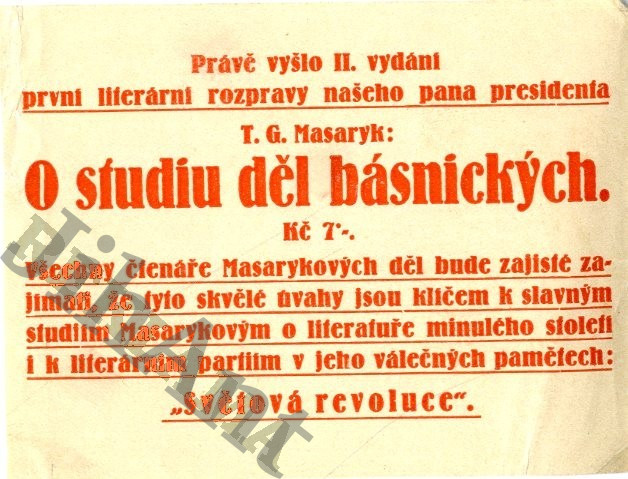 Právě vyšlo II. vydání
první literární rozpravy našeho pana presidenta
T. G. Masaryk:
O studiu děl básnických.
Kč 7·-.
Všechny čtenáře Masarykových děl bude zajisté za-
jímati, že tyto skvělé úvahy jsou klíčem k slavným
studiím Masarykovým o literatuře minulého století
i k literárním partiím v jeho válečných pamětech:
„Světová revoluce“.